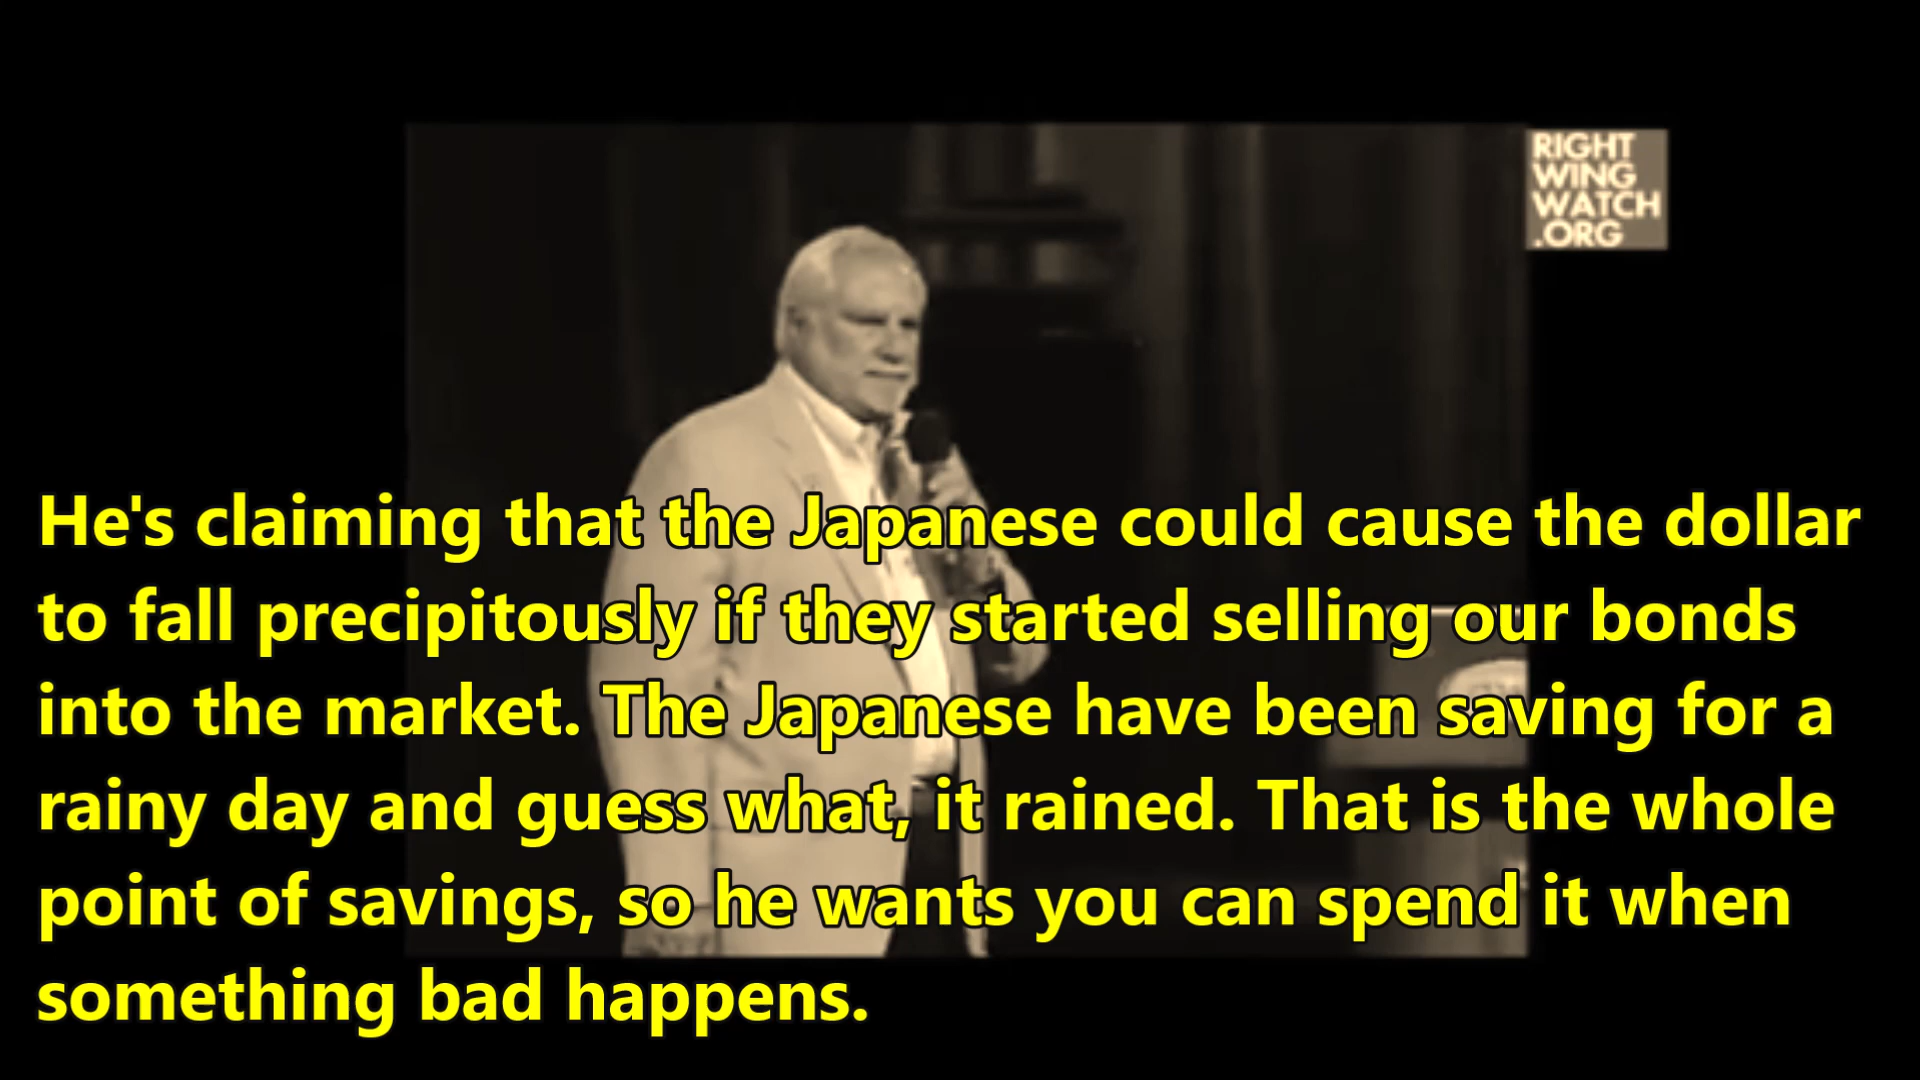 RIGHT
WING
WATCH
.ORG
He's claiming that the Japanese could cause the dollar
to fall precipitously if they started selling our bonds
into the market. The Japanese have been saving for a
rainy day and guess what, it rained. That is the whole
point of savings, so he wants you can spend it when
something bad happens.